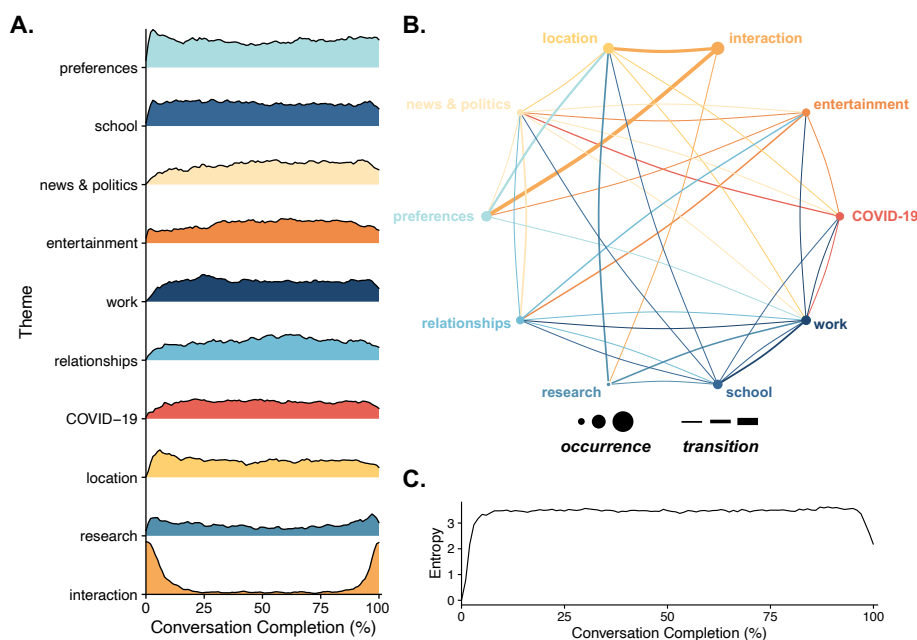 A.
preferences
school
news & politics
entertainment
work
relationships
COVID−19
location
research
interaction
Theme
0 25 50 75 100
Conversation Completion (%)
B.
location interaction
news & politics entertainment
preferences COVID-19
relationships work
research school
occurrence transition
C.
Entropy
3
2
1
0
0 25 50 75 100
Conversation Completion (%)